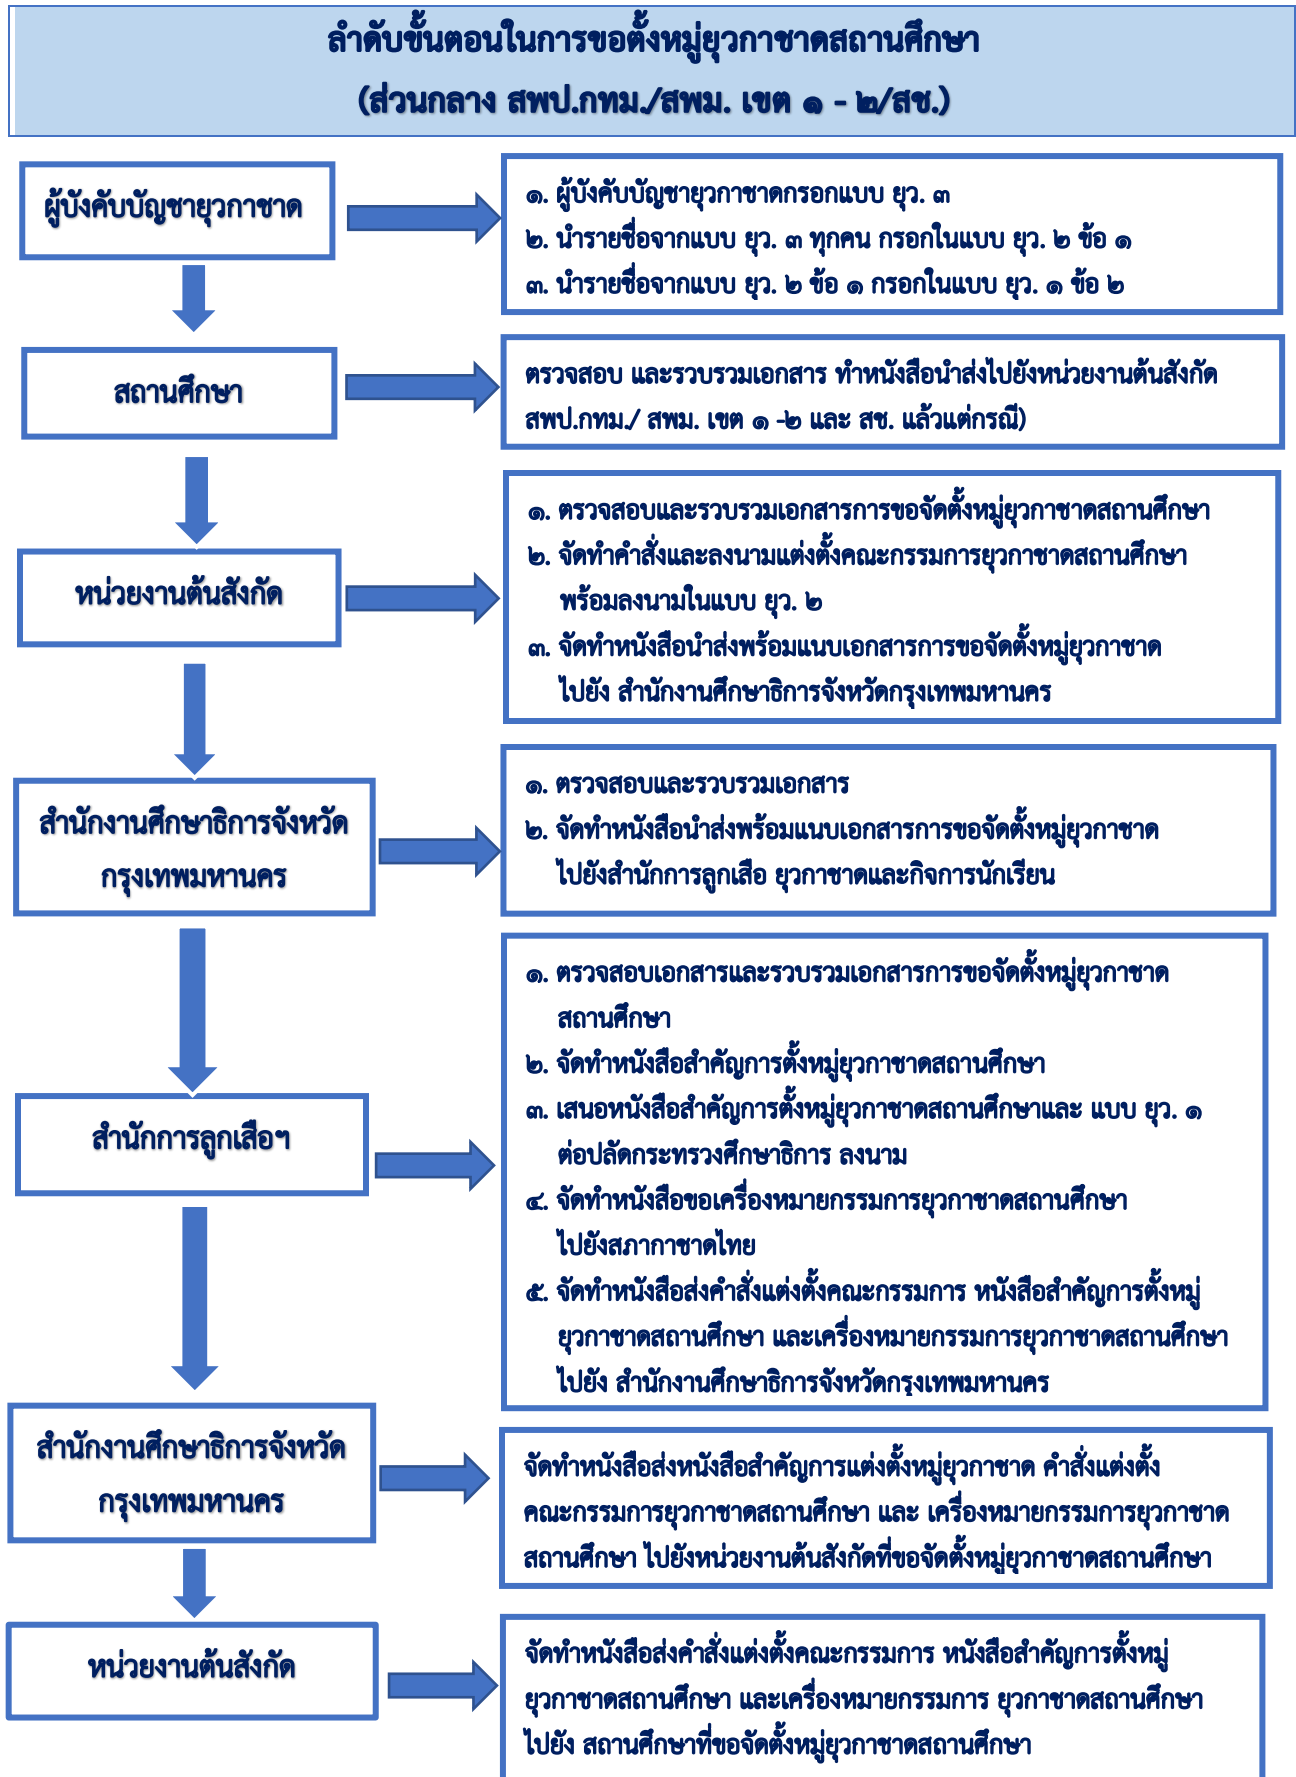 ลำดับขั้นตอนในการขอตั้งหมู่ยุวกาชาดสถานศึกษา
(ส่วนกลาง สพป.กทม./สพม. เขต ๑ - ๒/สช.)
ผู้บังคับบัญชายุวกาชาด
๑. ผู้บังคับบัญชายุวกาชาดกรอกแบบ ยุว. ๓
๒. นำรายชื่อจากแบบ ยุว. ๓ ทุกคน กรอกในแบบ ยุว. ๒ ข้อ ๑
๓. นำรายชื่อจากแบบ ยุว. ๒ ข้อ ๑ กรอกในแบบ ยุว. ๑ ข้อ ๒
สถานศึกษา
ตรวจสอบ และรวบรวมเอกสาร ทำหนังสือนำส่งไปยังหน่วยงานต้นสังกัด
สพป.กทม./ สพม. เขต ๑ -๒ และ สช. แล้วแต่กรณี)
หน่วยงานต้นสังกัด
๑. ตรวจสอบและรวบรวมเอกสารการขอจัดตั้งหมู่ยุวกาชาดสถานศึกษา
๒. จัดทำคำสั่งและลงนามแต่งตั้งคณะกรรมการยุวกาชาดสถานศึกษา
พร้อมลงนามในแบบ ยุว. ๒
๓. จัดทำหนังสือนำส่งพร้อมแนบเอกสารการขอจัดตั้งหมู่ยุวกาชาด
ไปยัง สำนักงานศึกษาธิการจังหวัดกรุงเทพมหานคร
สำนักงานศึกษาธิการจังหวัด
กรุงเทพมหานคร
๑. ตรวจสอบและรวบรวมเอกสาร
๒. จัดทำหนังสือนำส่งพร้อมแนบเอกสารการขอจัดตั้งหมู่ยุวกาชาด
ไปยังสำนักการลูกเสือ ยุวกาชาดและกิจการนักเรียน
สำนักการลูกเสือฯ
๑. ตรวจสอบเอกสารและรวบรวมเอกสารการขอจัดตั้งหมู่ยุวกาชาด
สถานศึกษา
๒. จัดทำหนังสือสำคัญการตั้งหมู่ยุวกาชาดสถานศึกษา
๓. เสนอหนังสือสำคัญการตั้งหมู่ยุวกาชาดสถานศึกษาและ แบบ ยุว. ๑
ต่อปลัดกระทรวงศึกษาธิการ ลงนาม
๔. จัดทำหนังสือขอเครื่องหมายกรรมการยุวกาชาดสถานศึกษา
ไปยังสภากาชาดไทย
๕. จัดทำหนังสือส่งคำสั่งแต่งตั้งคณะกรรมการ หนังสือสำคัญการตั้งหมู่
ยุวกาชาดสถานศึกษา และเครื่องหมายกรรมการยุวกาชาดสถานศึกษา
ไปยัง สำนักงานศึกษาธิการจังหวัดกรุงเทพมหานคร
สำนักงานศึกษาธิการจังหวัด
กรุงเทพมหานคร
จัดทำหนังสือส่งหนังสือสำคัญการแต่งตั้งหมู่ยุวกาชาด คำสั่งแต่งตั้ง
คณะกรรมการยุวกาชาดสถานศึกษา และ เครื่องหมายกรรมการยุวกาชาด
สถานศึกษา ไปยังหน่วยงานต้นสังกัดที่ขอจัดตั้งหมู่ยุวกาชาดสถานศึกษา
หน่วยงานต้นสังกัด
จัดทำหนังสือส่งคำสั่งแต่งตั้งคณะกรรมการ หนังสือสำคัญการตั้งหมู่
ยุวกาชาดสถานศึกษา และเครื่องหมายกรรมการ ยุวกาชาดสถานศึกษา
ไปยัง สถานศึกษาที่ขอจัดตั้งหมู่ยุวกาชาดสถานศึกษา